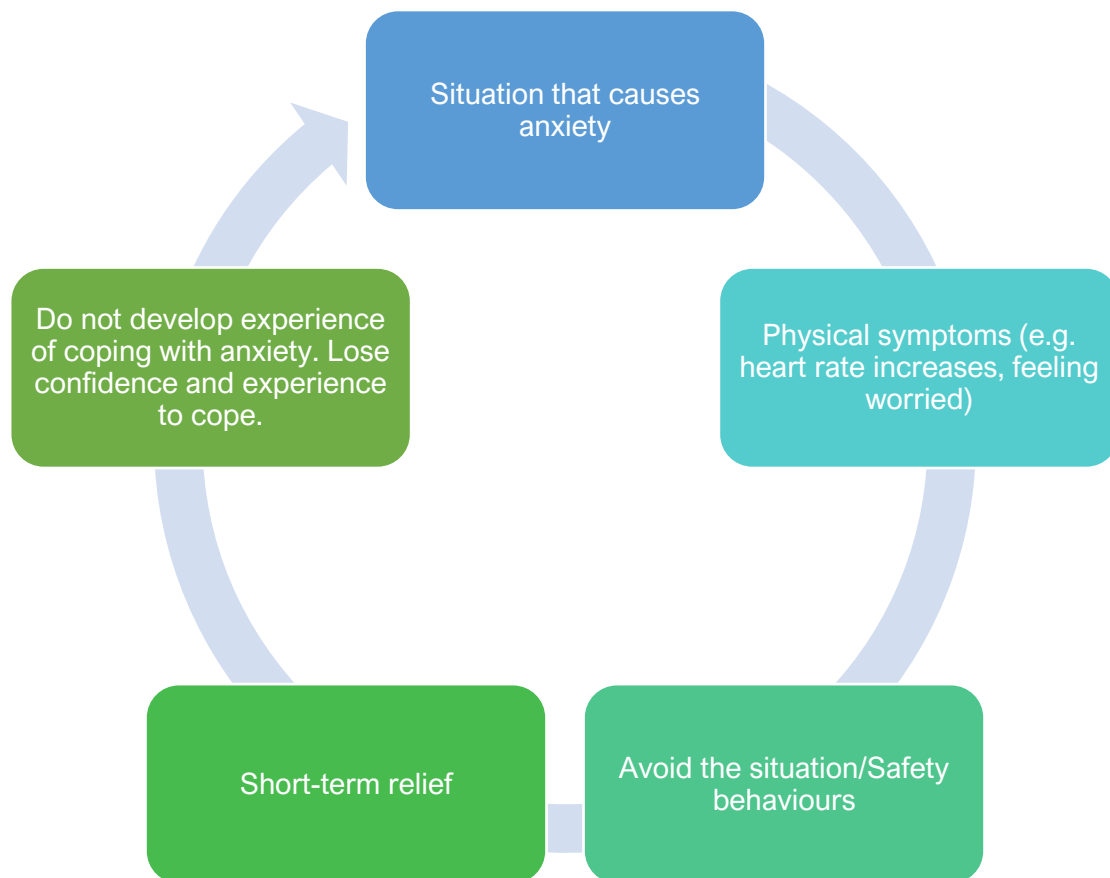 Situation that causes
anxiety
Physical symptoms (e.g.
heart rate increases, feeling
worried)
Avoid the situation/Safety
behaviours
Short-term relief
Do not develop experience
of coping with anxiety. Lose
confidence and experience
to cope.